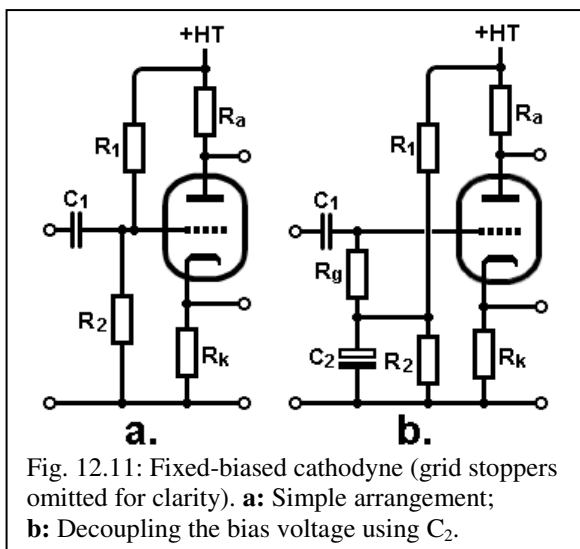 +HT
+HT
Ra
Ra
R1
R1
C1
C1
Rg
R2
C2
R2
Rk
Rk
a.
b.
Fig. 12.11: Fixed-biased cathodyne (grid stoppers
omitted for clarity). a: Simple arrangement;
b: Decoupling the bias voltage using C2.